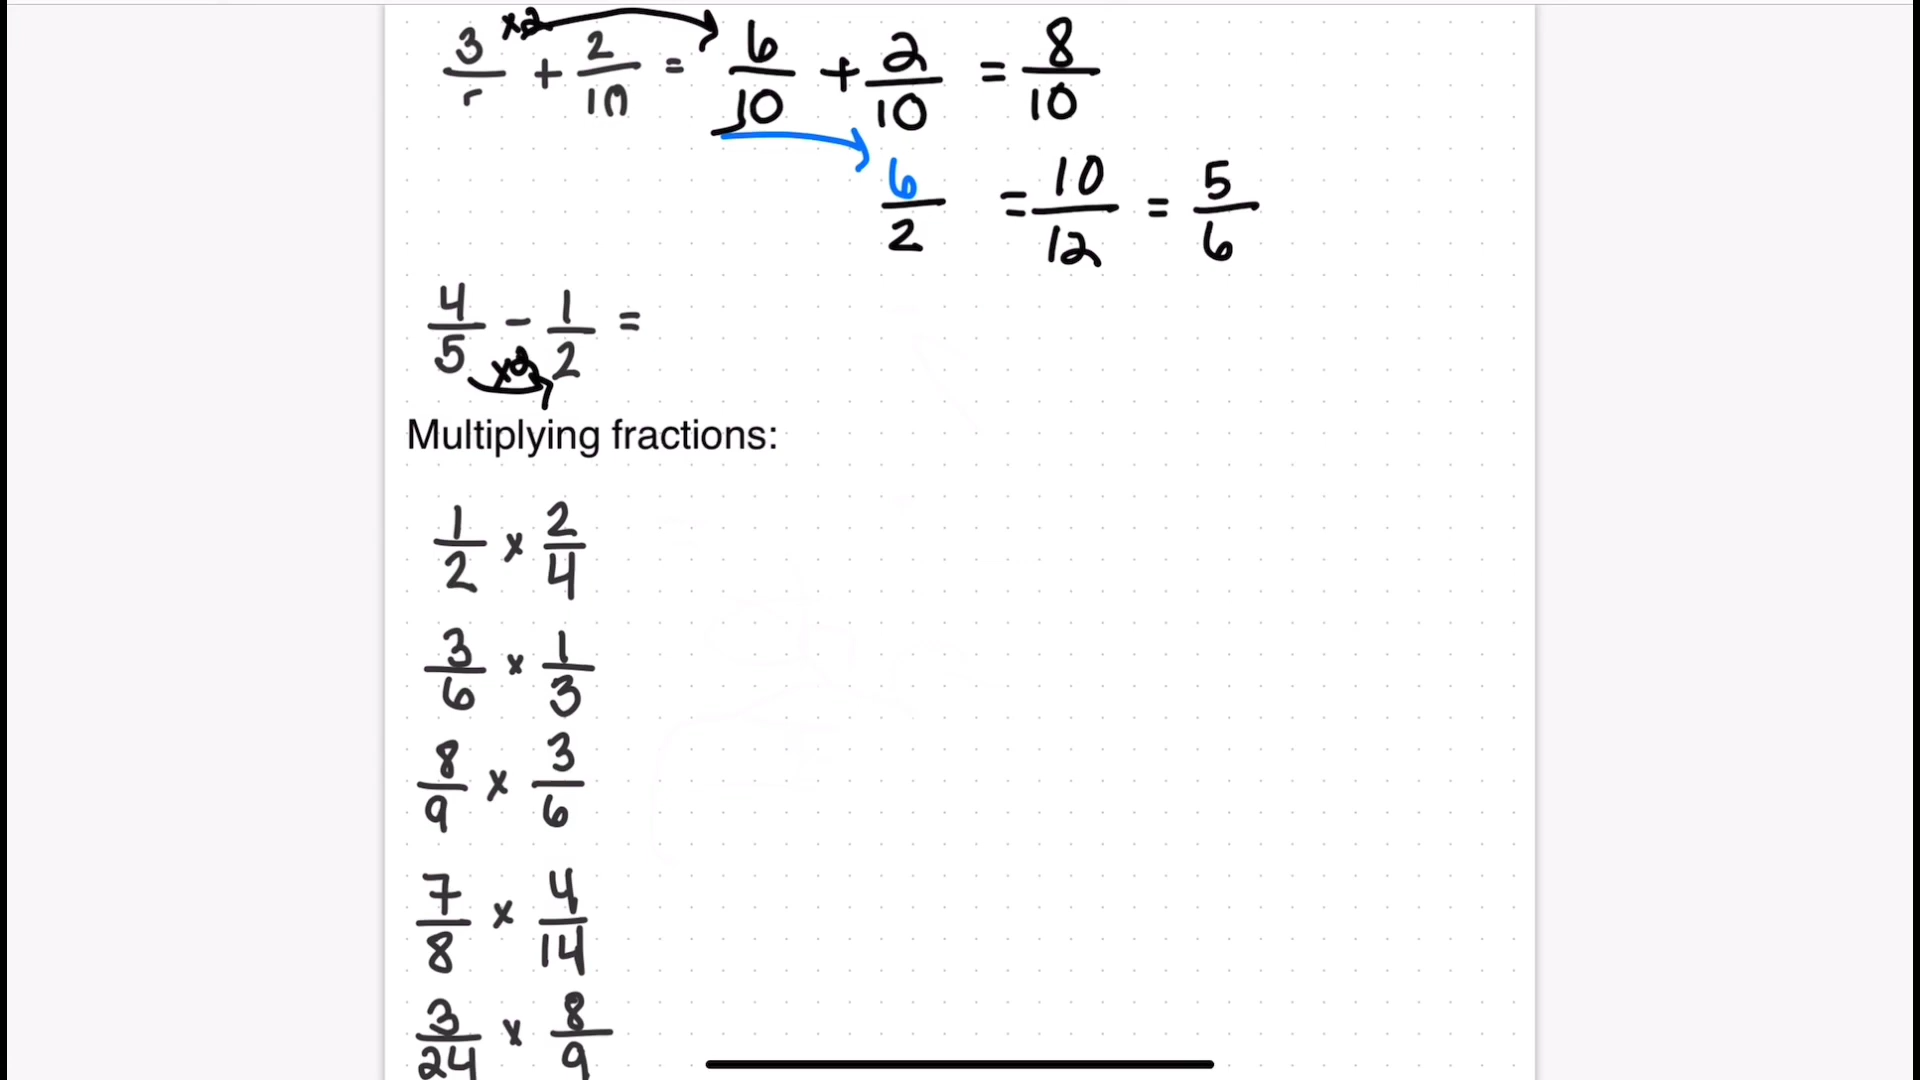 3/ ×2 + 2/10 = 6/10 + 2/10 = 8/10
6/2 = 10/12 = 5/6
4/5 - 1/2 =
×2
Multiplying fractions:
1/2 × 2/4
3/6 × 1/3
8/9 × 3/6
7/8 × 4/14
3/24 × 8/9